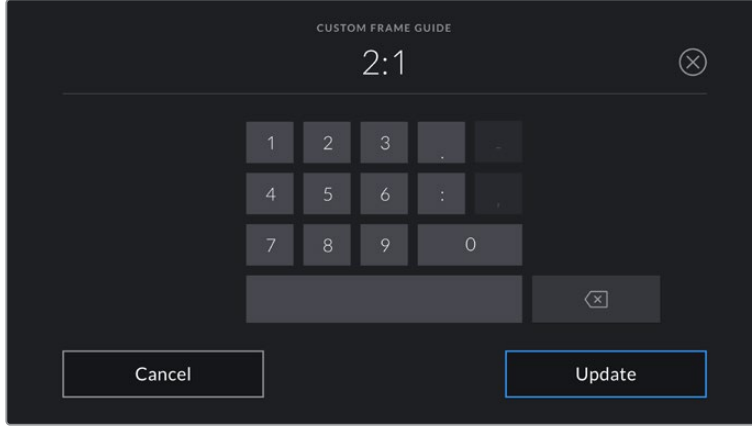 CUSTOM FRAME GUIDE
2:1
1 2 3 . -
4 5 6 : ,
7 8 9 0
Cancel Update